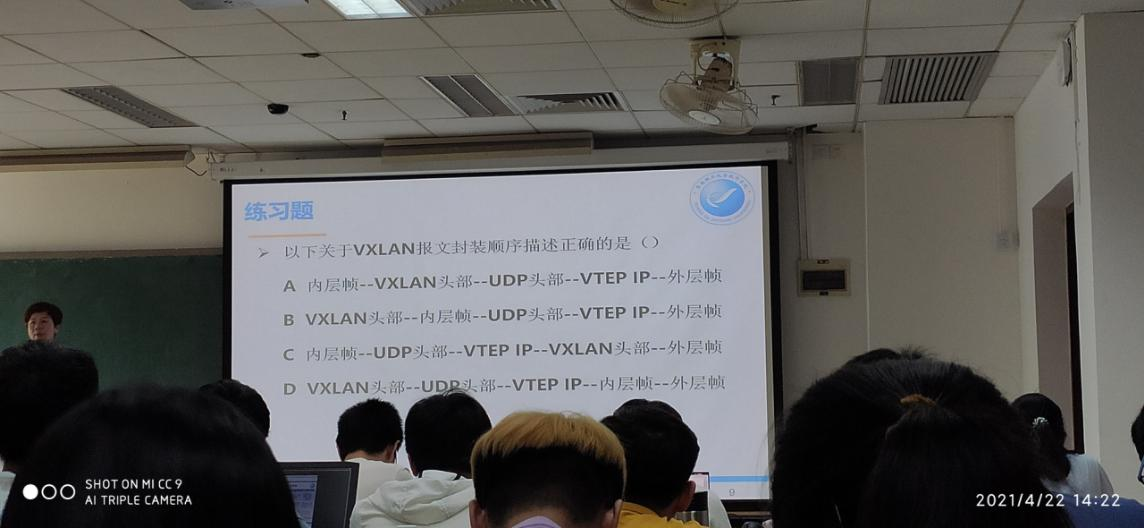 练习题
➢ 以下关于VXLAN报文封装顺序描述正确的是（）
A 内层帧--VXLAN头部--UDP头部--VTEP IP--外层帧
B VXLAN头部--内层帧--UDP头部--VTEP IP--外层帧
C 内层帧--UDP头部--VTEP IP--VXLAN头部--外层帧
D VXLAN头部--UDP头部--VTEP IP--内层帧--外层帧
9
SHOT ON MI CC 9
AI TRIPLE CAMERA
2021/4/22 14:22